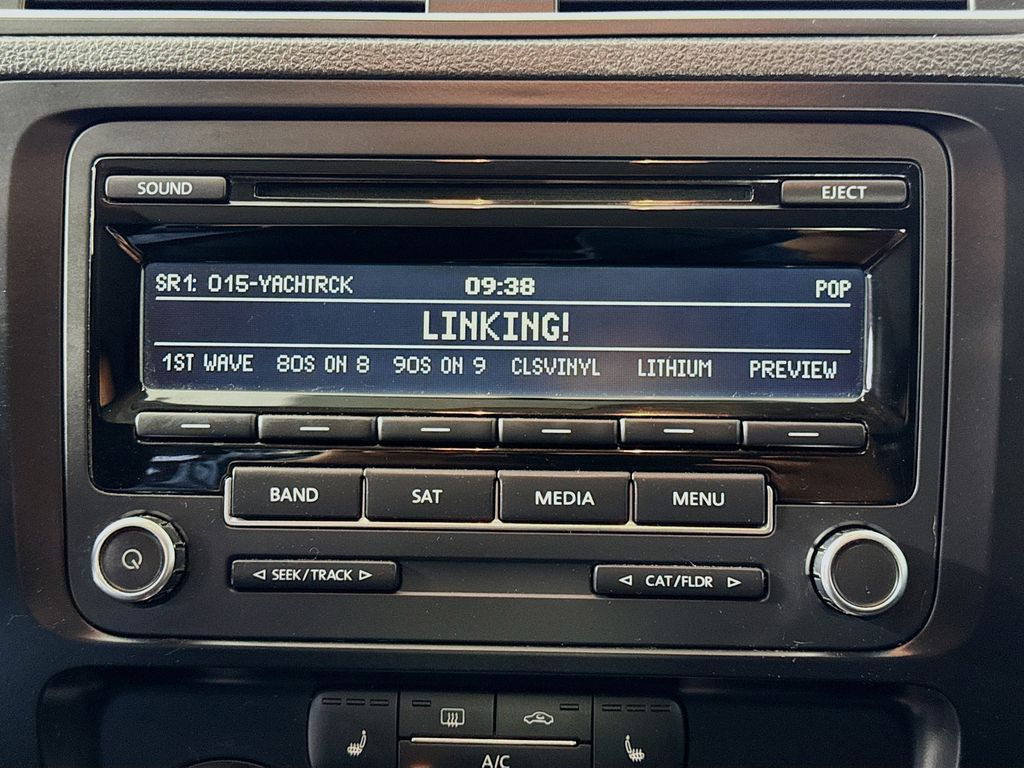 SOUND
EJECT
SR1: 015-YACHTRCK 09:38 POP
LINKING!
1ST WAVE 80S ON 8 90S ON 9 CLSVINYL LITHIUM PREVIEW
BAND SAT MEDIA MENU
SEEK/TRACK CAT/FLDR
A/C